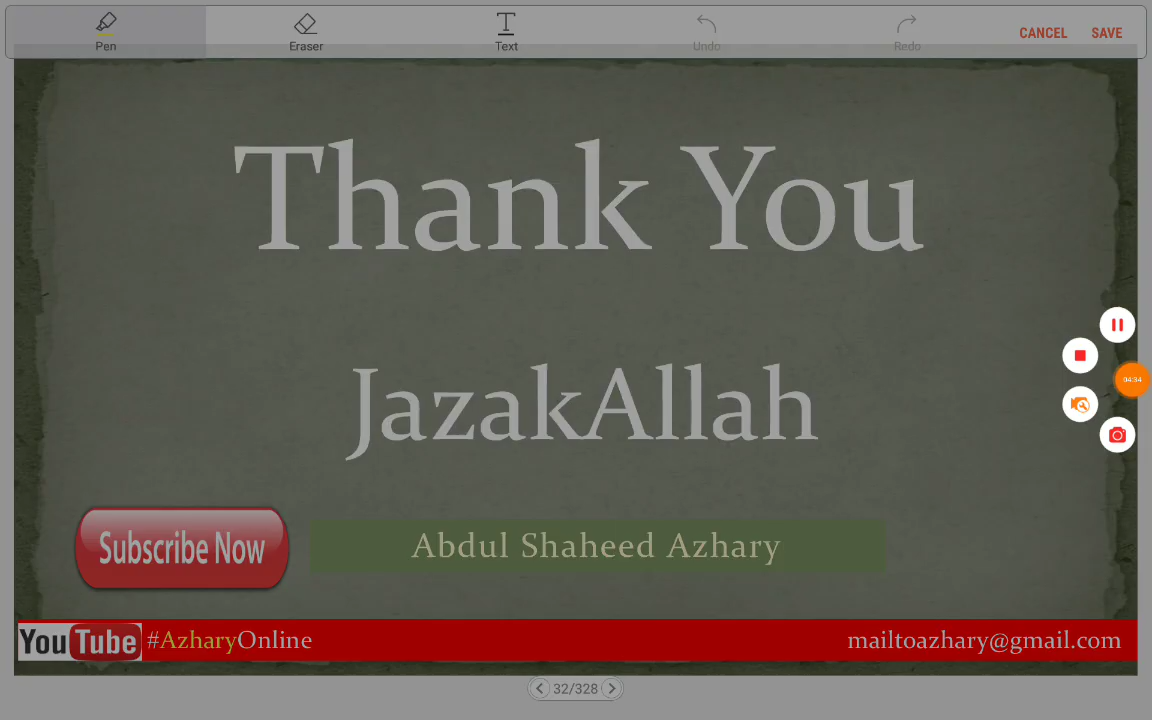 Pen Eraser Text Undo Redo CANCEL SAVE
Thank You
JazakAllah
04:34
Subscribe Now
Abdul Shaheed Azhary
YouTube #AzharyOnline mailtoazhary@gmail.com
32/328